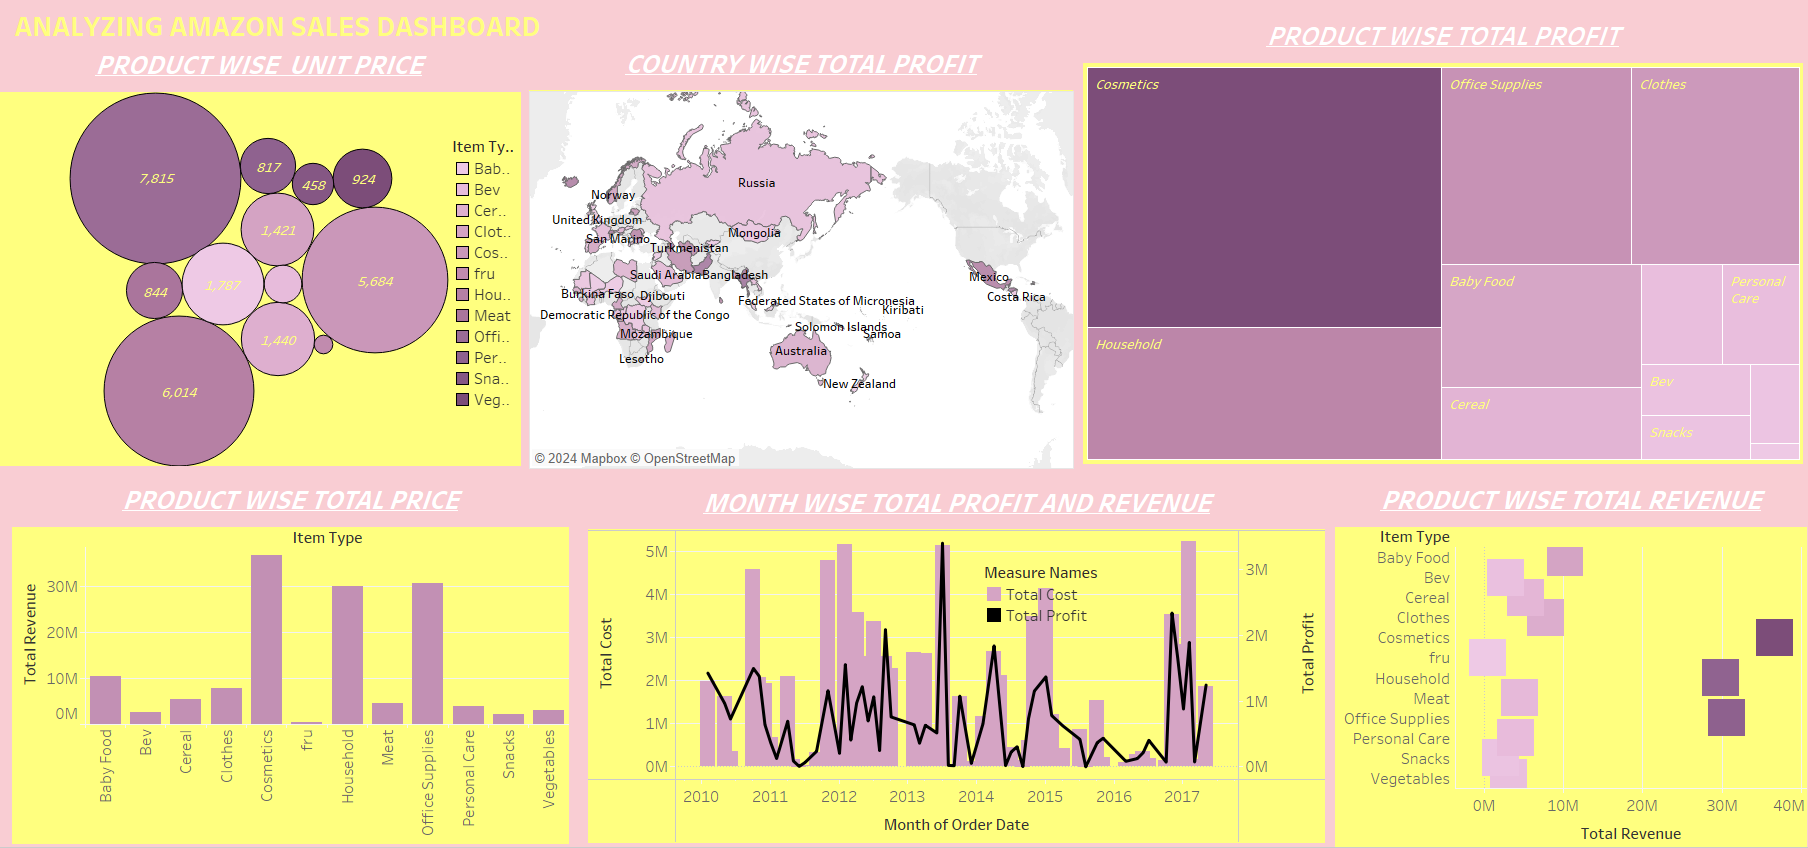 ANALYZING AMAZON SALES DASHBOARD
PRODUCT WISE UNIT PRICE
7,815
817
458
924
1,421
5,684
1,787
844
1,440
6,014
Item Ty..
Bab..
Bev
Cer..
Clot..
Cos..
fru
Hou..
Meat
Offi..
Per..
Sna..
Veg..
COUNTRY WISE TOTAL PROFIT
Russia
Norway
United Kingdom
San Marino
Mongolia
Turkmenistan
Saudi Arabia
Bangladesh
Burkina Faso
Djibouti
Federated States of Micronesia
Kiribati
Democratic Republic of the Congo
Solomon Islands
Samoa
Mozambique
Lesotho
Australia
New Zealand
Mexico
Costa Rica
© 2024 Mapbox © OpenStreetMap
PRODUCT WISE TOTAL PROFIT
Cosmetics
Office Supplies
Clothes
Baby Food
Personal
Care
Household
Bev
Cereal
Snacks
PRODUCT WISE TOTAL PRICE
Item Type
Total Revenue
30M
20M
10M
0M
Baby Food
Bev
Cereal
Clothes
Cosmetics
fru
Household
Meat
Office Supplies
Personal Care
Snacks
Vegetables
MONTH WISE TOTAL PROFIT AND REVENUE
Total Cost
5M
4M
3M
2M
1M
0M
Measure Names
Total Cost
Total Profit
3M
2M
1M
0M
Total Profit
2010
2011
2012
2013
2014
2015
2016
2017
Month of Order Date
PRODUCT WISE TOTAL REVENUE
Item Type
Baby Food
Bev
Cereal
Clothes
Cosmetics
fru
Household
Meat
Office Supplies
Personal Care
Snacks
Vegetables
0M
10M
20M
30M
40M
Total Revenue